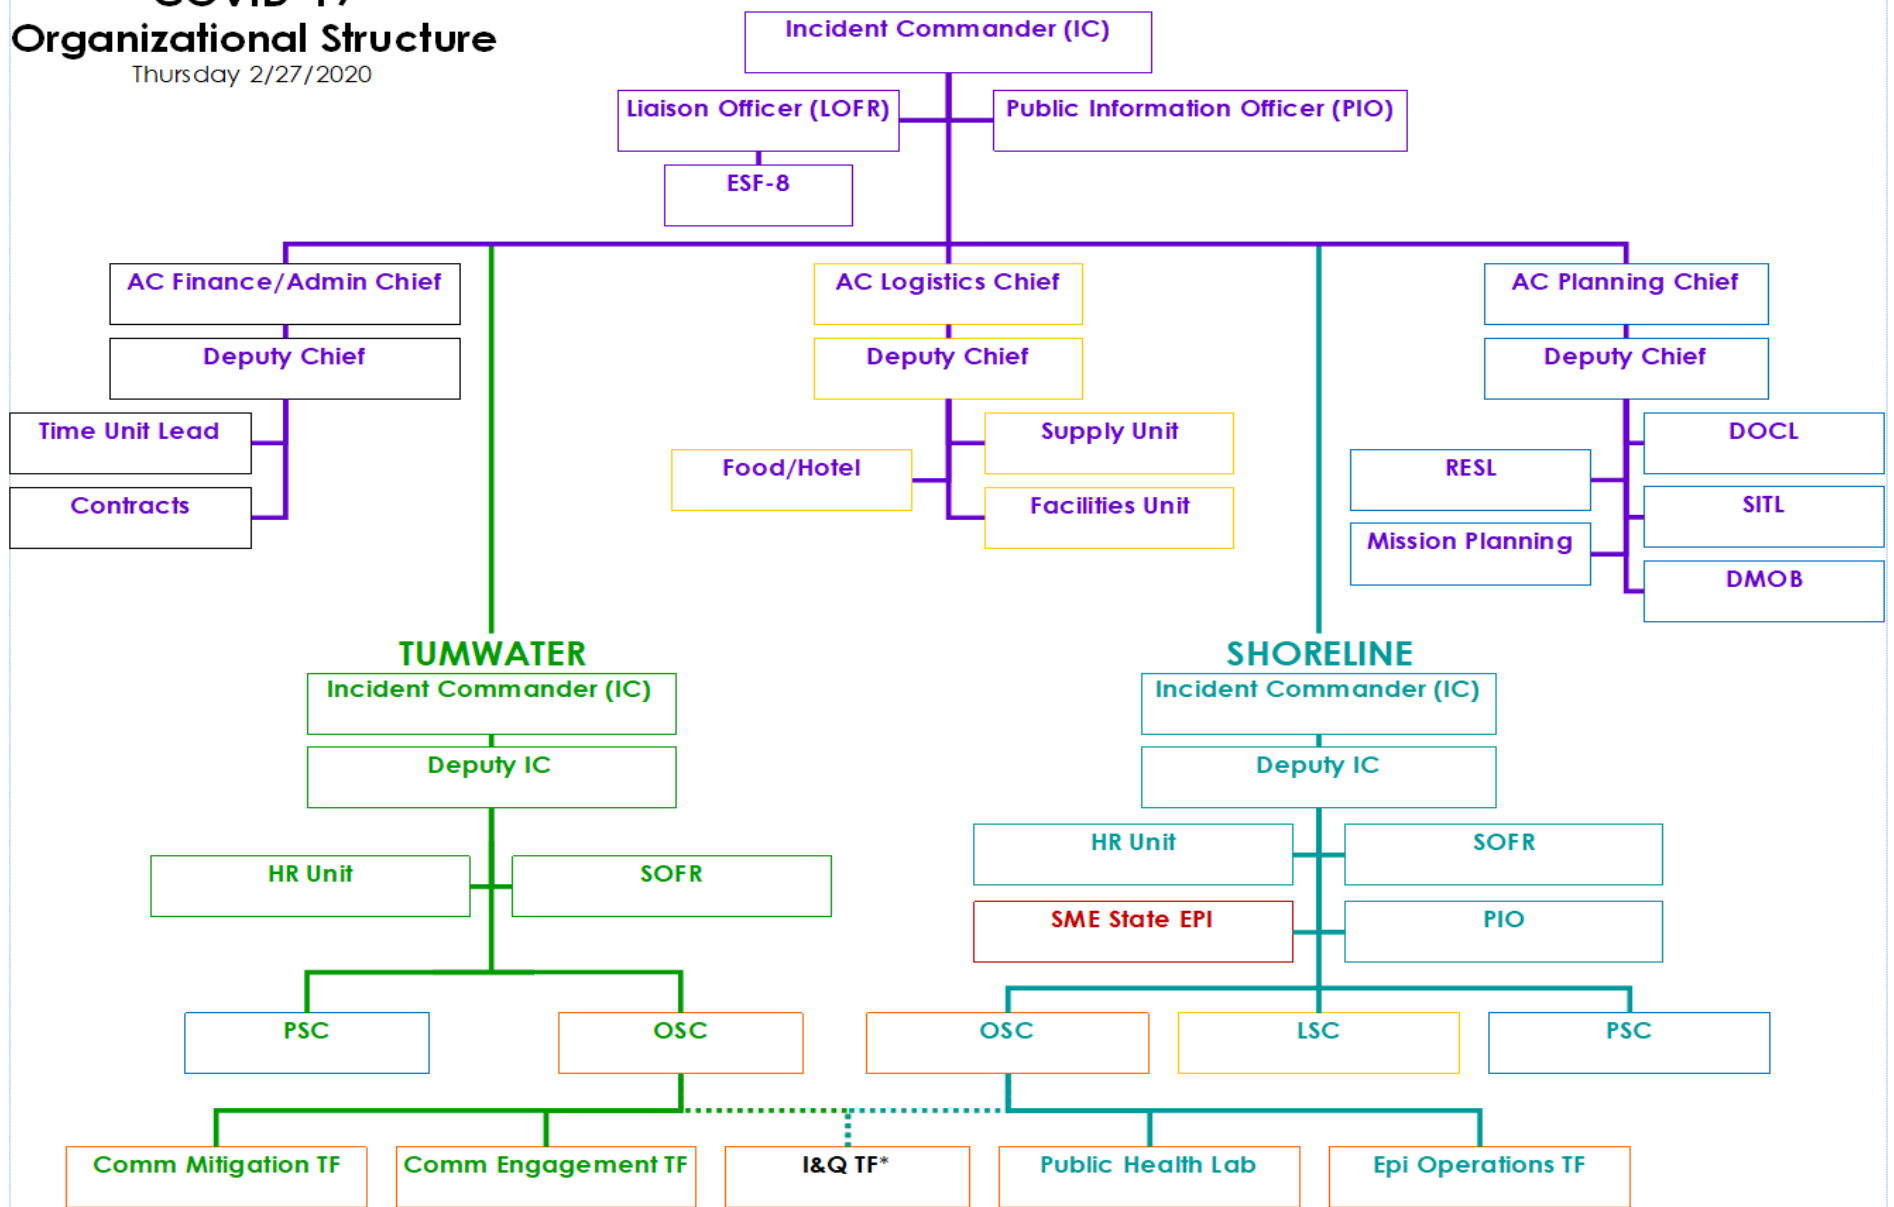 COVID-19
Organizational Structure
Thursday 2/27/2020
Incident Commander (IC)
Liaison Officer (LOFR)
Public Information Officer (PIO)
ESF-8
AC Finance/Admin Chief
AC Logistics Chief
AC Planning Chief
Deputy Chief
Deputy Chief
Deputy Chief
Time Unit Lead
Supply Unit
DOCL
Food/Hotel
RESL
Contracts
Facilities Unit
SITL
Mission Planning
DMOB
TUMWATER
SHORELINE
Incident Commander (IC)
Incident Commander (IC)
Deputy IC
Deputy IC
HR Unit
SOFR
HR Unit
SOFR
SME State EPI
PIO
PSC
OSC
OSC
LSC
PSC
Comm Mitigation TF
Comm Engagement TF
I&Q TF*
Public Health Lab
Epi Operations TF